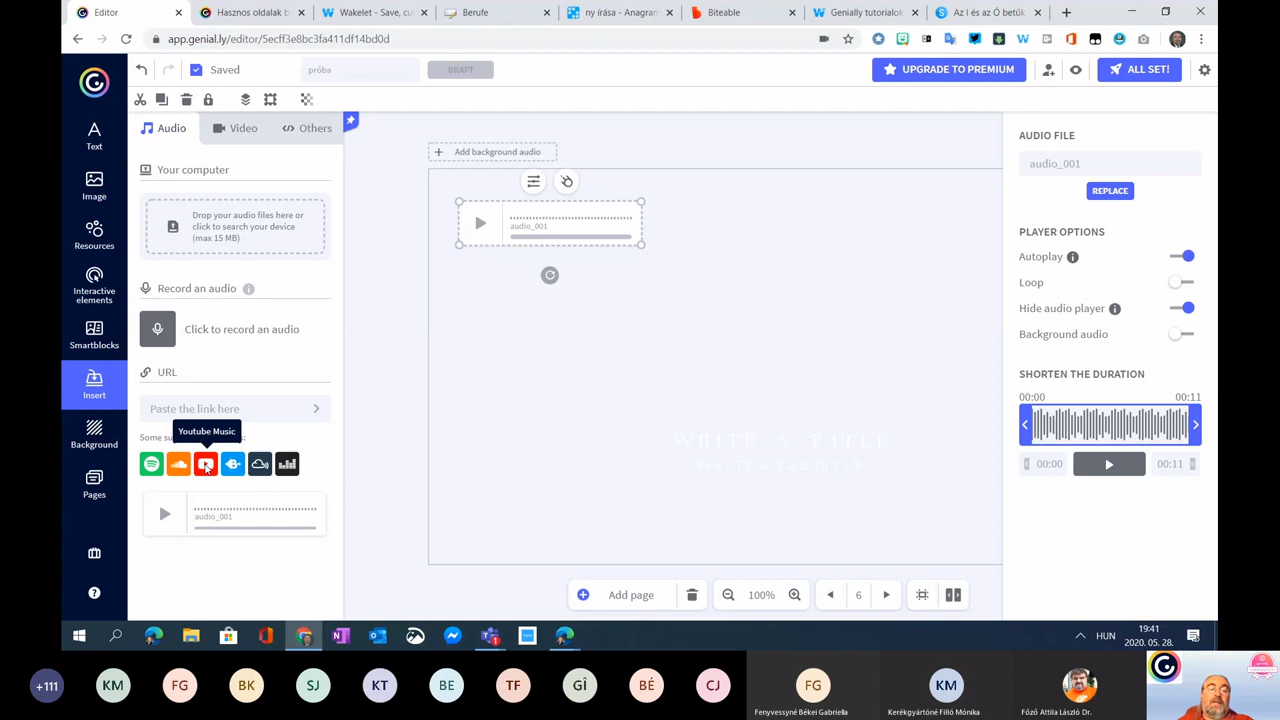 Editor
Hasznos oldalak b
Wakelet - Save, cu
Berufe
ny írása - Anagram
Biteable
Genially tutorialok
Az I és az Ó betűk
app.genial.ly/editor/5ecff3e8bc3fa411df14bd0d
Saved
próba
DRAFT
UPGRADE TO PREMIUM
ALL SET!
Text
Image
Resources
Interactive
elements
Smartblocks
Insert
Background
Pages
Audio
Video
Others
Your computer
Drop your audio files here or
click to search your device
(max 15 MB)
Record an audio
Click to record an audio
URL
Paste the link here
Youtube Music
audio_001
Add background audio
audio_001
WRITE
Add page
100%
6
AUDIO FILE
audio_001
REPLACE
PLAYER OPTIONS
Autoplay
Loop
Hide audio player
Background audio
SHORTEN THE DURATION
00:00
00:11
00:00
00:11
HUN
19:41
2020. 05. 28.
+111
KM
FG
BK
SJ
KT
BE
TF
GÎ
BÉ
CJ
FG
KM
Fenyvessyné Békei Gabriella
Kerékgyártóné Filló Mónika
Főző Attila László Dr.